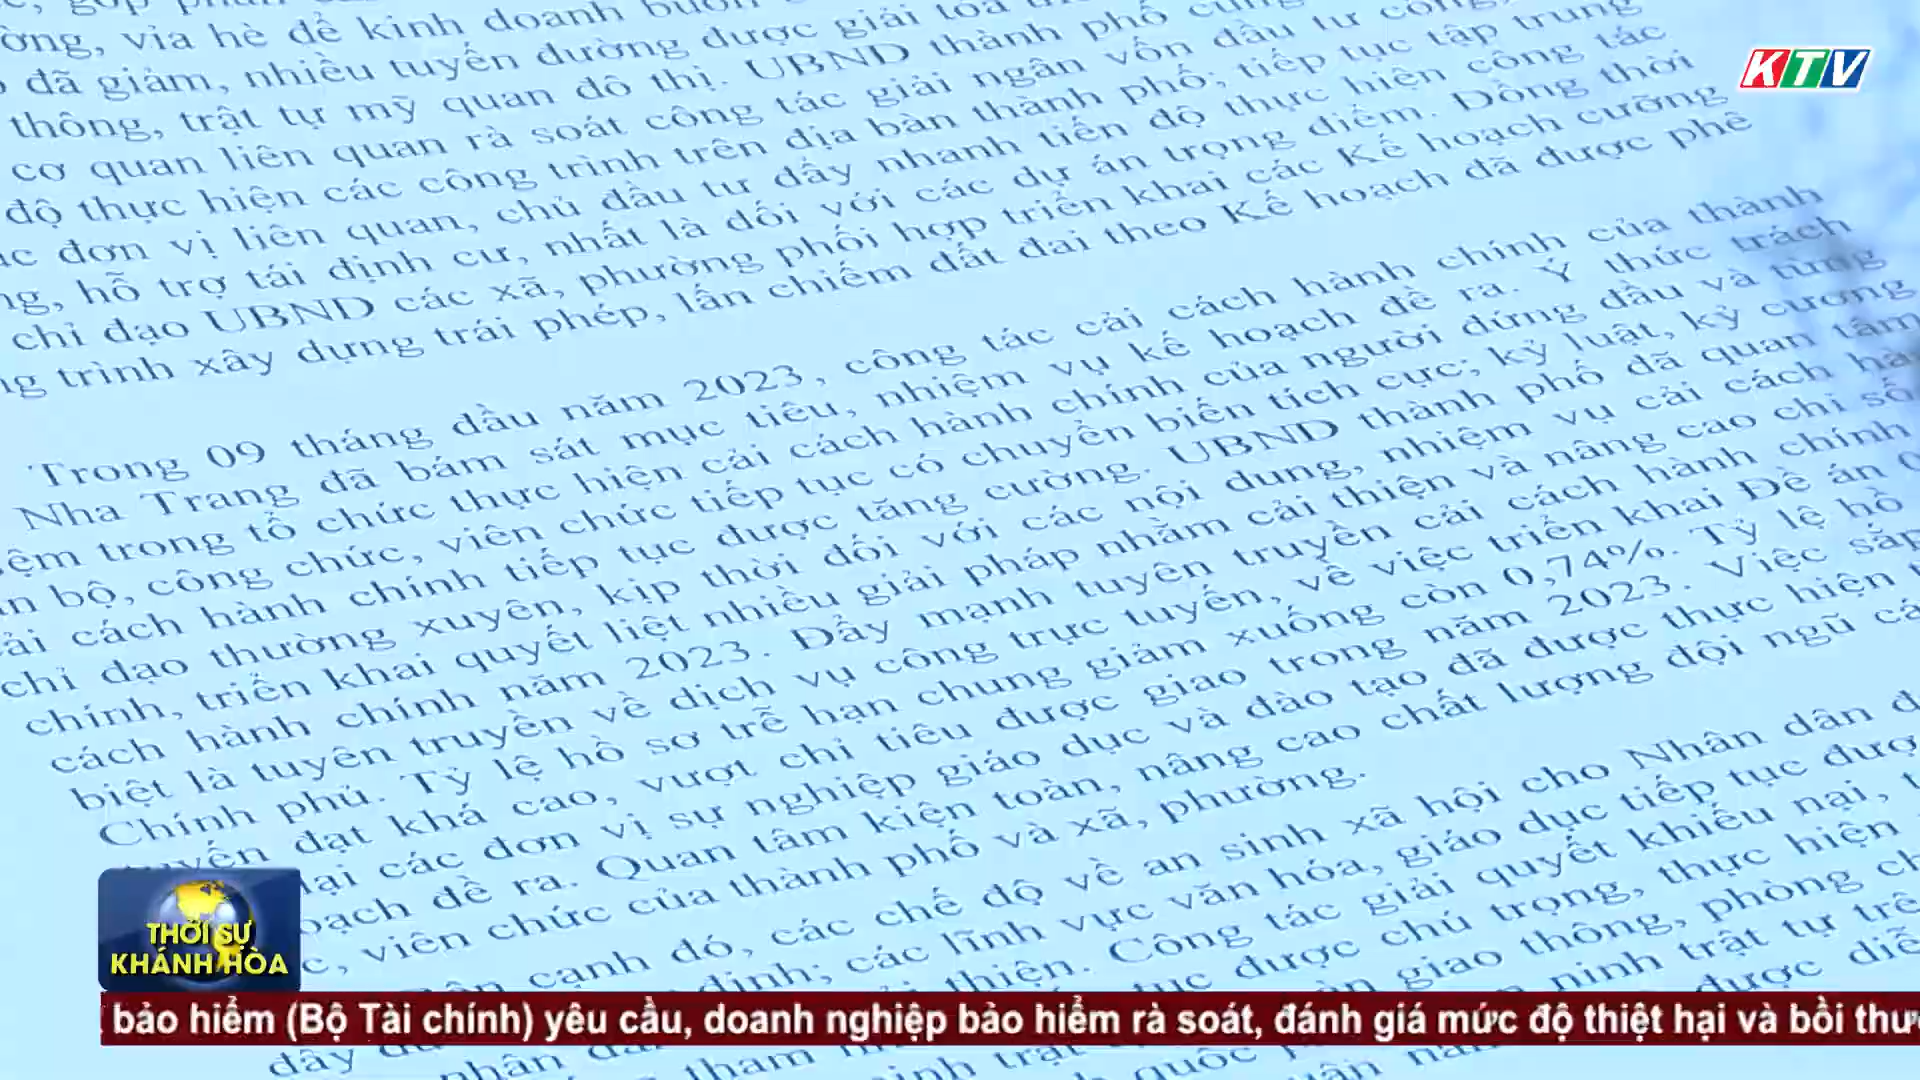 ờng, vỉa hè để kinh doanh buôn
đã giảm, nhiều tuyến đường được giải tỏa
thông, trật tự mỹ quan đô thị. UBND thành phố cũng
cơ quan liên quan rà soát công tác giải ngân vốn đầu tư công,
độ thực hiện các công trình trên địa bàn thành phố; tiếp tục tập trung
đơn vị liên quan, chủ đầu tư đẩy nhanh tiến độ thực hiện công tác
hỗ trợ tái định cư, nhất là đối với các dự án trọng điểm. Đồng thời
chỉ đạo UBND các xã, phường phối hợp triển khai các Kế hoạch cưỡng
trình xây dựng trái phép, lấn chiếm đất đai theo Kế hoạch đã được phê
Trong 09 tháng đầu năm 2023, công tác cải cách hành chính của thành
Nha Trang đã bám sát mục tiêu, nhiệm vụ kế hoạch đề ra. Ý thức trách
trong tổ chức thực hiện cải cách hành chính của người đứng đầu và từng
bộ, công chức, viên chức tiếp tục có chuyển biến tích cực; kỷ luật, kỷ cương
cải cách hành chính tiếp tục được tăng cường. UBND thành phố đã quan tâm
chỉ đạo thường xuyên, kịp thời đối với các nội dung, nhiệm vụ cải cách
chính, triển khai quyết liệt nhiều giải pháp nhằm cải thiện và nâng cao chỉ số
cách hành chính năm 2023. Đẩy mạnh tuyên truyền cải cách hành chính
biệt là tuyên truyền về dịch vụ công trực tuyến, về việc triển khai Đề án
Chính phủ. Tỷ lệ hồ sơ trễ hạn chung giảm xuống còn 0,74%. Tỷ lệ hồ
đạt khá cao, vượt chỉ tiêu được giao trong năm 2023. Việc sắp
lại các đơn vị sự nghiệp giáo dục và đào tạo đã được thực hiện
đề ra. Quan tâm kiện toàn, nâng cao chất lượng đội ngũ
viên chức của thành phố và xã, phường.
cạnh đó, các chế độ về an sinh xã hội cho Nhân dân
các lĩnh vực văn hóa, giáo dục tiếp tục được
thiện. Công tác giải quyết khiếu nại,
được chú trọng, thực hiện
giao thông, phòng
ninh trật tự
được
KTV
THỜI SỰ
KHÁNH HÒA
bảo hiểm (Bộ Tài chính) yêu cầu, doanh nghiệp bảo hiểm rà soát, đánh giá mức độ thiệt hại và bồi